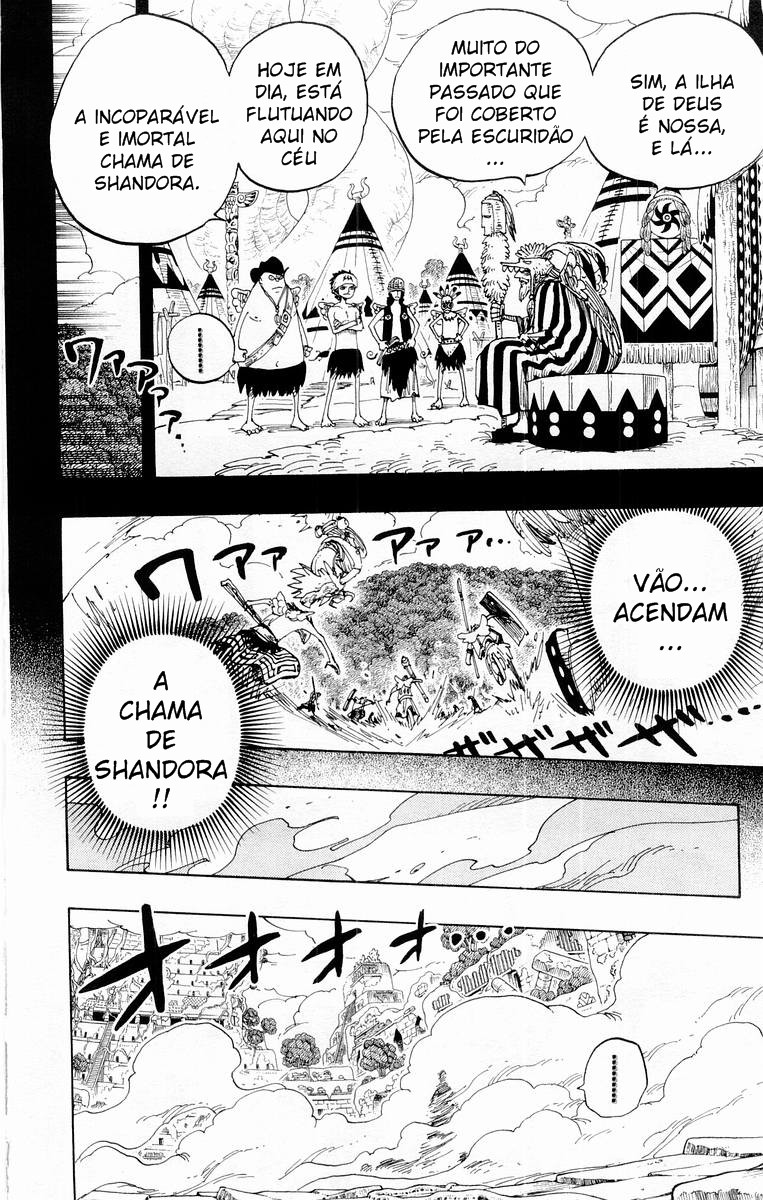 SIM, A ILHA
DE DEUS
É NOSSA,
E LÁ...
MUITO DO
IMPORTANTE
PASSADO QUE
FOI COBERTO
PELA ESCURIDÃO
...
HOJE EM
DIA, ESTÁ
FLUTUANDO
AQUI NO
CÉU
A INCOPARÁVEL
E IMORTAL
CHAMA DE
SHANDORA.
.........
ワァァァ...
VÃO...
ACENDAM
...
ワァァァァァ...
A
CHAMA
DE
SHANDORA
!!
ザザザザ.....
オオオオ
.........